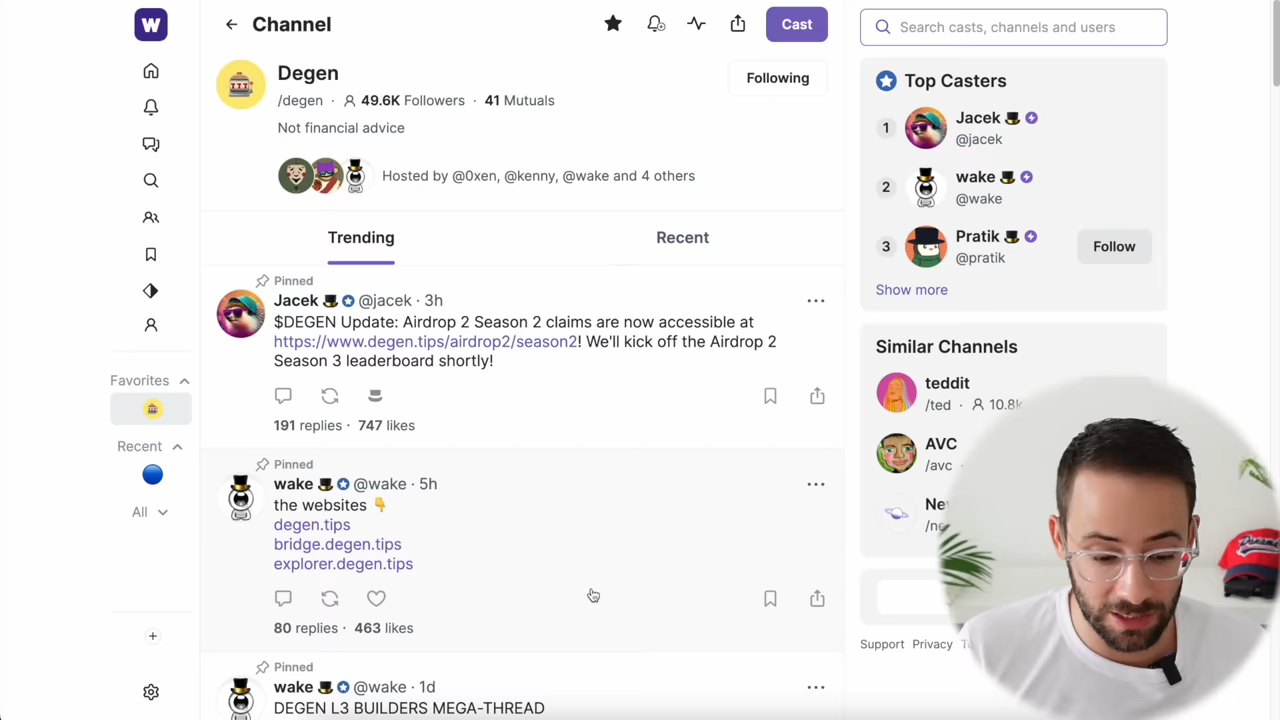 W
Channel
Cast
Degen
/degen · 49.6K Followers · 41 Mutuals
Following
Not financial advice
Hosted by @0xen, @kenny, @wake and 4 others
Trending
Recent
Pinned
Jacek @jacek · 3h
$DEGEN Update: Airdrop 2 Season 2 claims are now accessible at
https://www.degen.tips/airdrop2/season2! We'll kick off the Airdrop 2
Season 3 leaderboard shortly!
191 replies · 747 likes
Pinned
wake @wake · 5h
the websites 👇
degen.tips
bridge.degen.tips
explorer.degen.tips
80 replies · 463 likes
Pinned
wake @wake · 1d
DEGEN L3 BUILDERS MEGA-THREAD
Favorites
Recent
All
Search casts, channels and users
Top Casters
1
Jacek
@jacek
2
wake
@wake
3
Pratik
@pratik
Follow
Show more
Similar Channels
teddit
/ted · 10.8k
AVC
/avc
Support Privacy